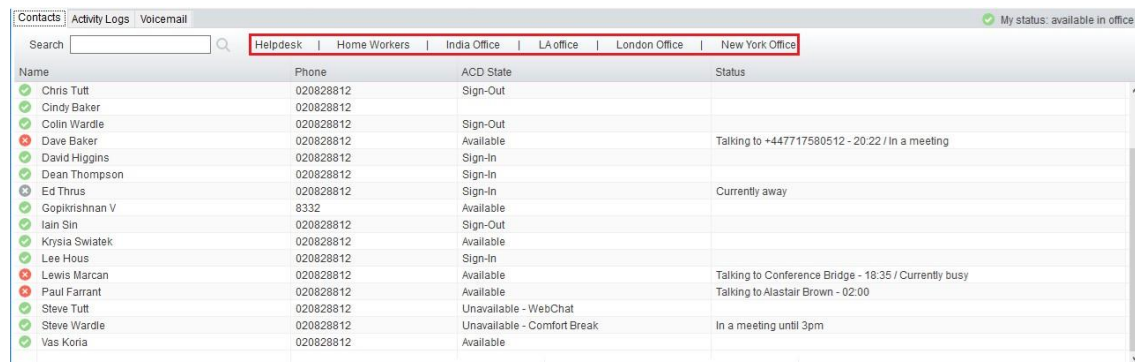 Contacts Activity Logs Voicemail My status: available in office
Search Helpdesk | Home Workers | India Office | LA office | London Office | New York Office
Name Phone ACD State Status
Chris Tutt 020828812 Sign-Out
Cindy Baker 020828812
Colin Wardle 020828812 Sign-Out
Dave Baker 020828812 Available Talking to +447717580512 - 20:22 / In a meeting
David Higgins 020828812 Sign-In
Dean Thompson 020828812 Sign-In
Ed Thrus 020828812 Sign-In Currently away
Gopikrishnan V 8332 Available
Iain Sin 020828812 Sign-Out
Krysia Swiatek 020828812 Available
Lee Hous 020828812 Sign-In
Lewis Marcan 020828812 Available Talking to Conference Bridge - 18:35 / Currently busy
Paul Farrant 020828812 Available Talking to Alastair Brown - 02:00
Steve Tutt 020828812 Unavailable - WebChat
Steve Wardle 020828812 Unavailable - Comfort Break In a meeting until 3pm
Vas Koria 020828812 Available